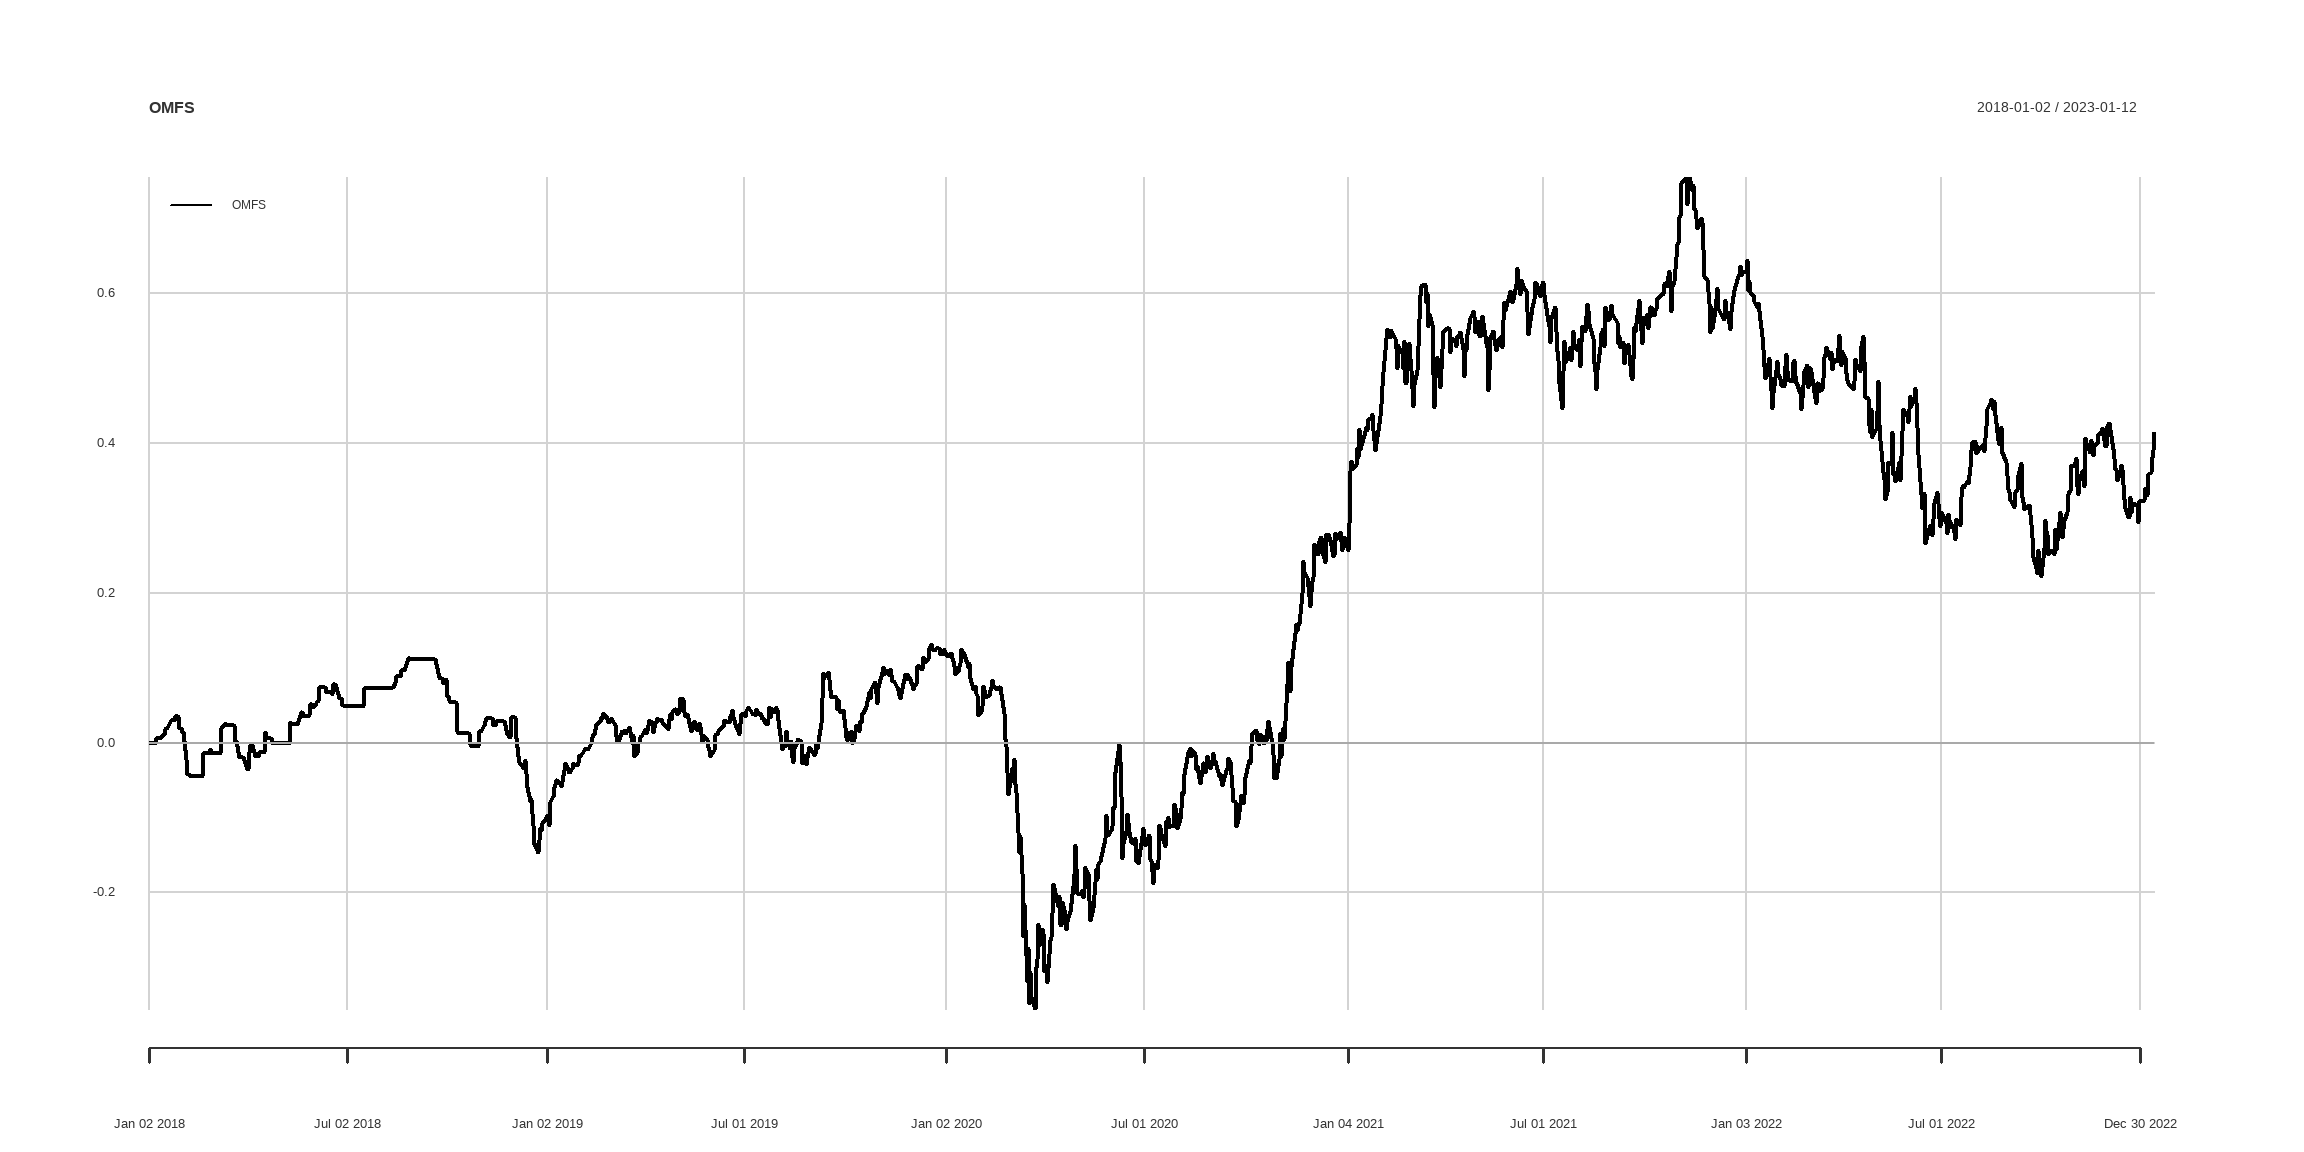 OMFS
2018-01-02 / 2023-01-12
OMFS
0.6
0.4
0.2
0.0
-0.2
Jan 02 2018
Jul 02 2018
Jan 02 2019
Jul 01 2019
Jan 02 2020
Jul 01 2020
Jan 04 2021
Jul 01 2021
Jan 03 2022
Jul 01 2022
Dec 30 2022